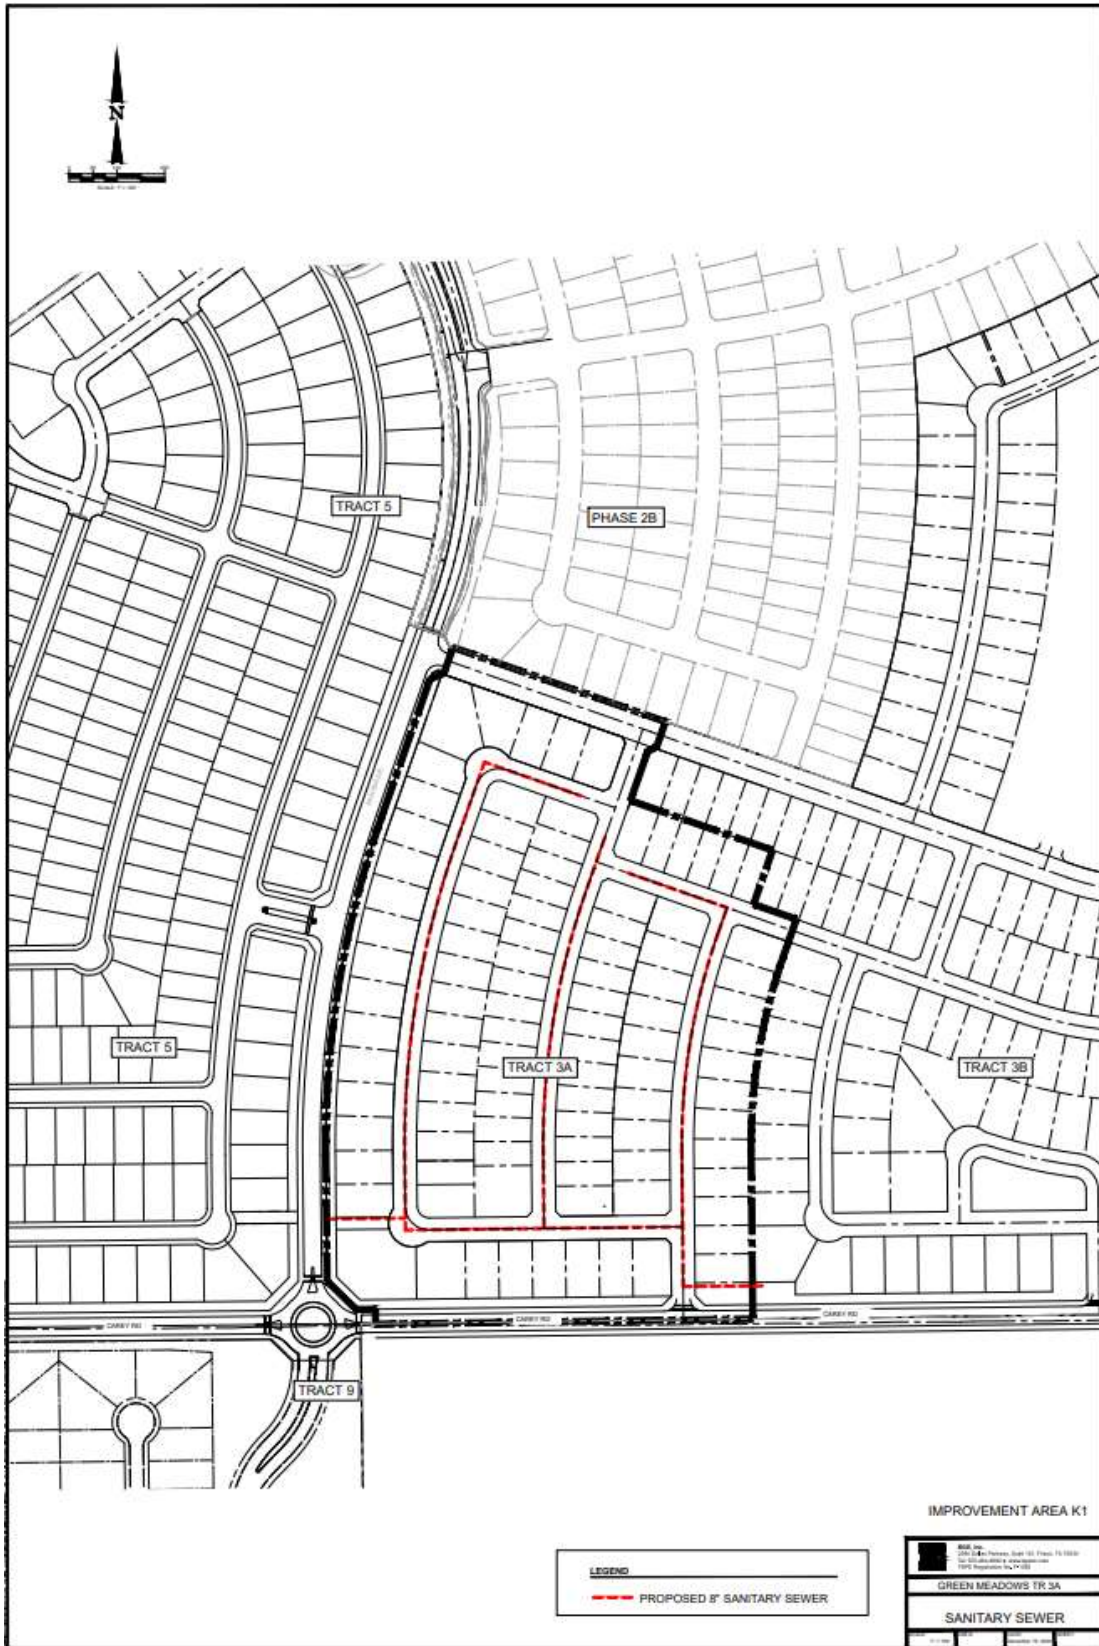 N
TRACT 5
PHASE 2B
TRACT 5
TRACT 3A
TRACT 3B
CAREY RD
CAREY RD
CAREY RD
TRACT 9
IMPROVEMENT AREA K1
LEGEND
PROPOSED 8" SANITARY SEWER
GREEN MEADOWS TR 3A
SANITARY SEWER